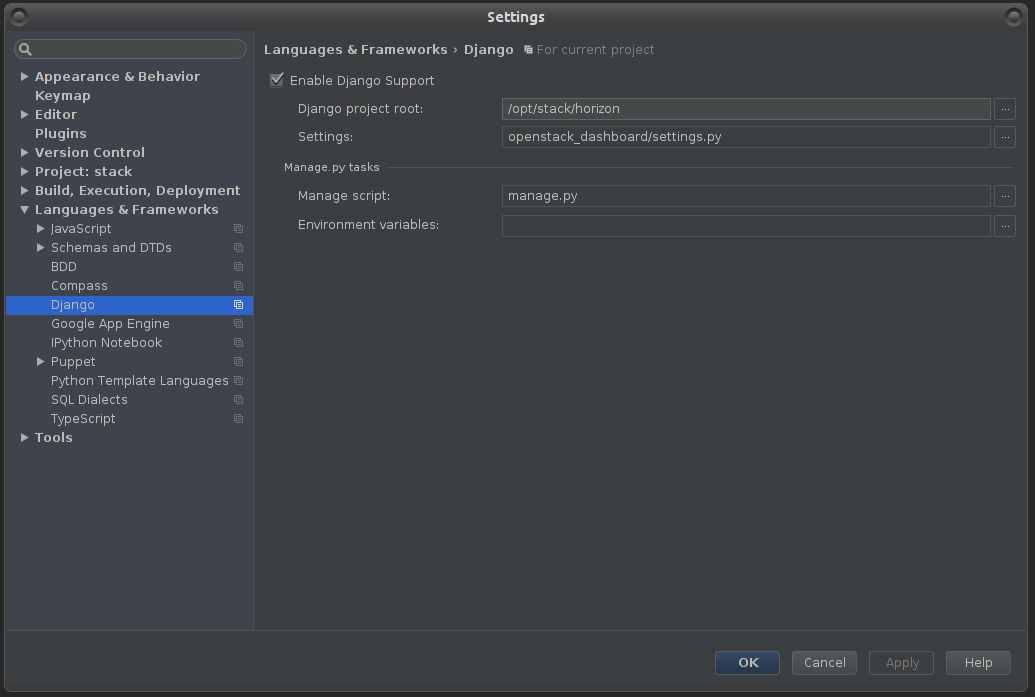 Settings
Languages & Frameworks › Django For current project
Appearance & Behavior
Keymap
Editor
Plugins
Version Control
Project: stack
Build, Execution, Deployment
Languages & Frameworks
JavaScript
Schemas and DTDs
BDD
Compass
Django
Google App Engine
IPython Notebook
Puppet
Python Template Languages
SQL Dialects
TypeScript
Tools
Enable Django Support
Django project root: /opt/stack/horizon ...
Settings: openstack_dashboard/settings.py ...
Manage.py tasks
Manage script: manage.py ...
Environment variables: ...
OK Cancel Apply Help